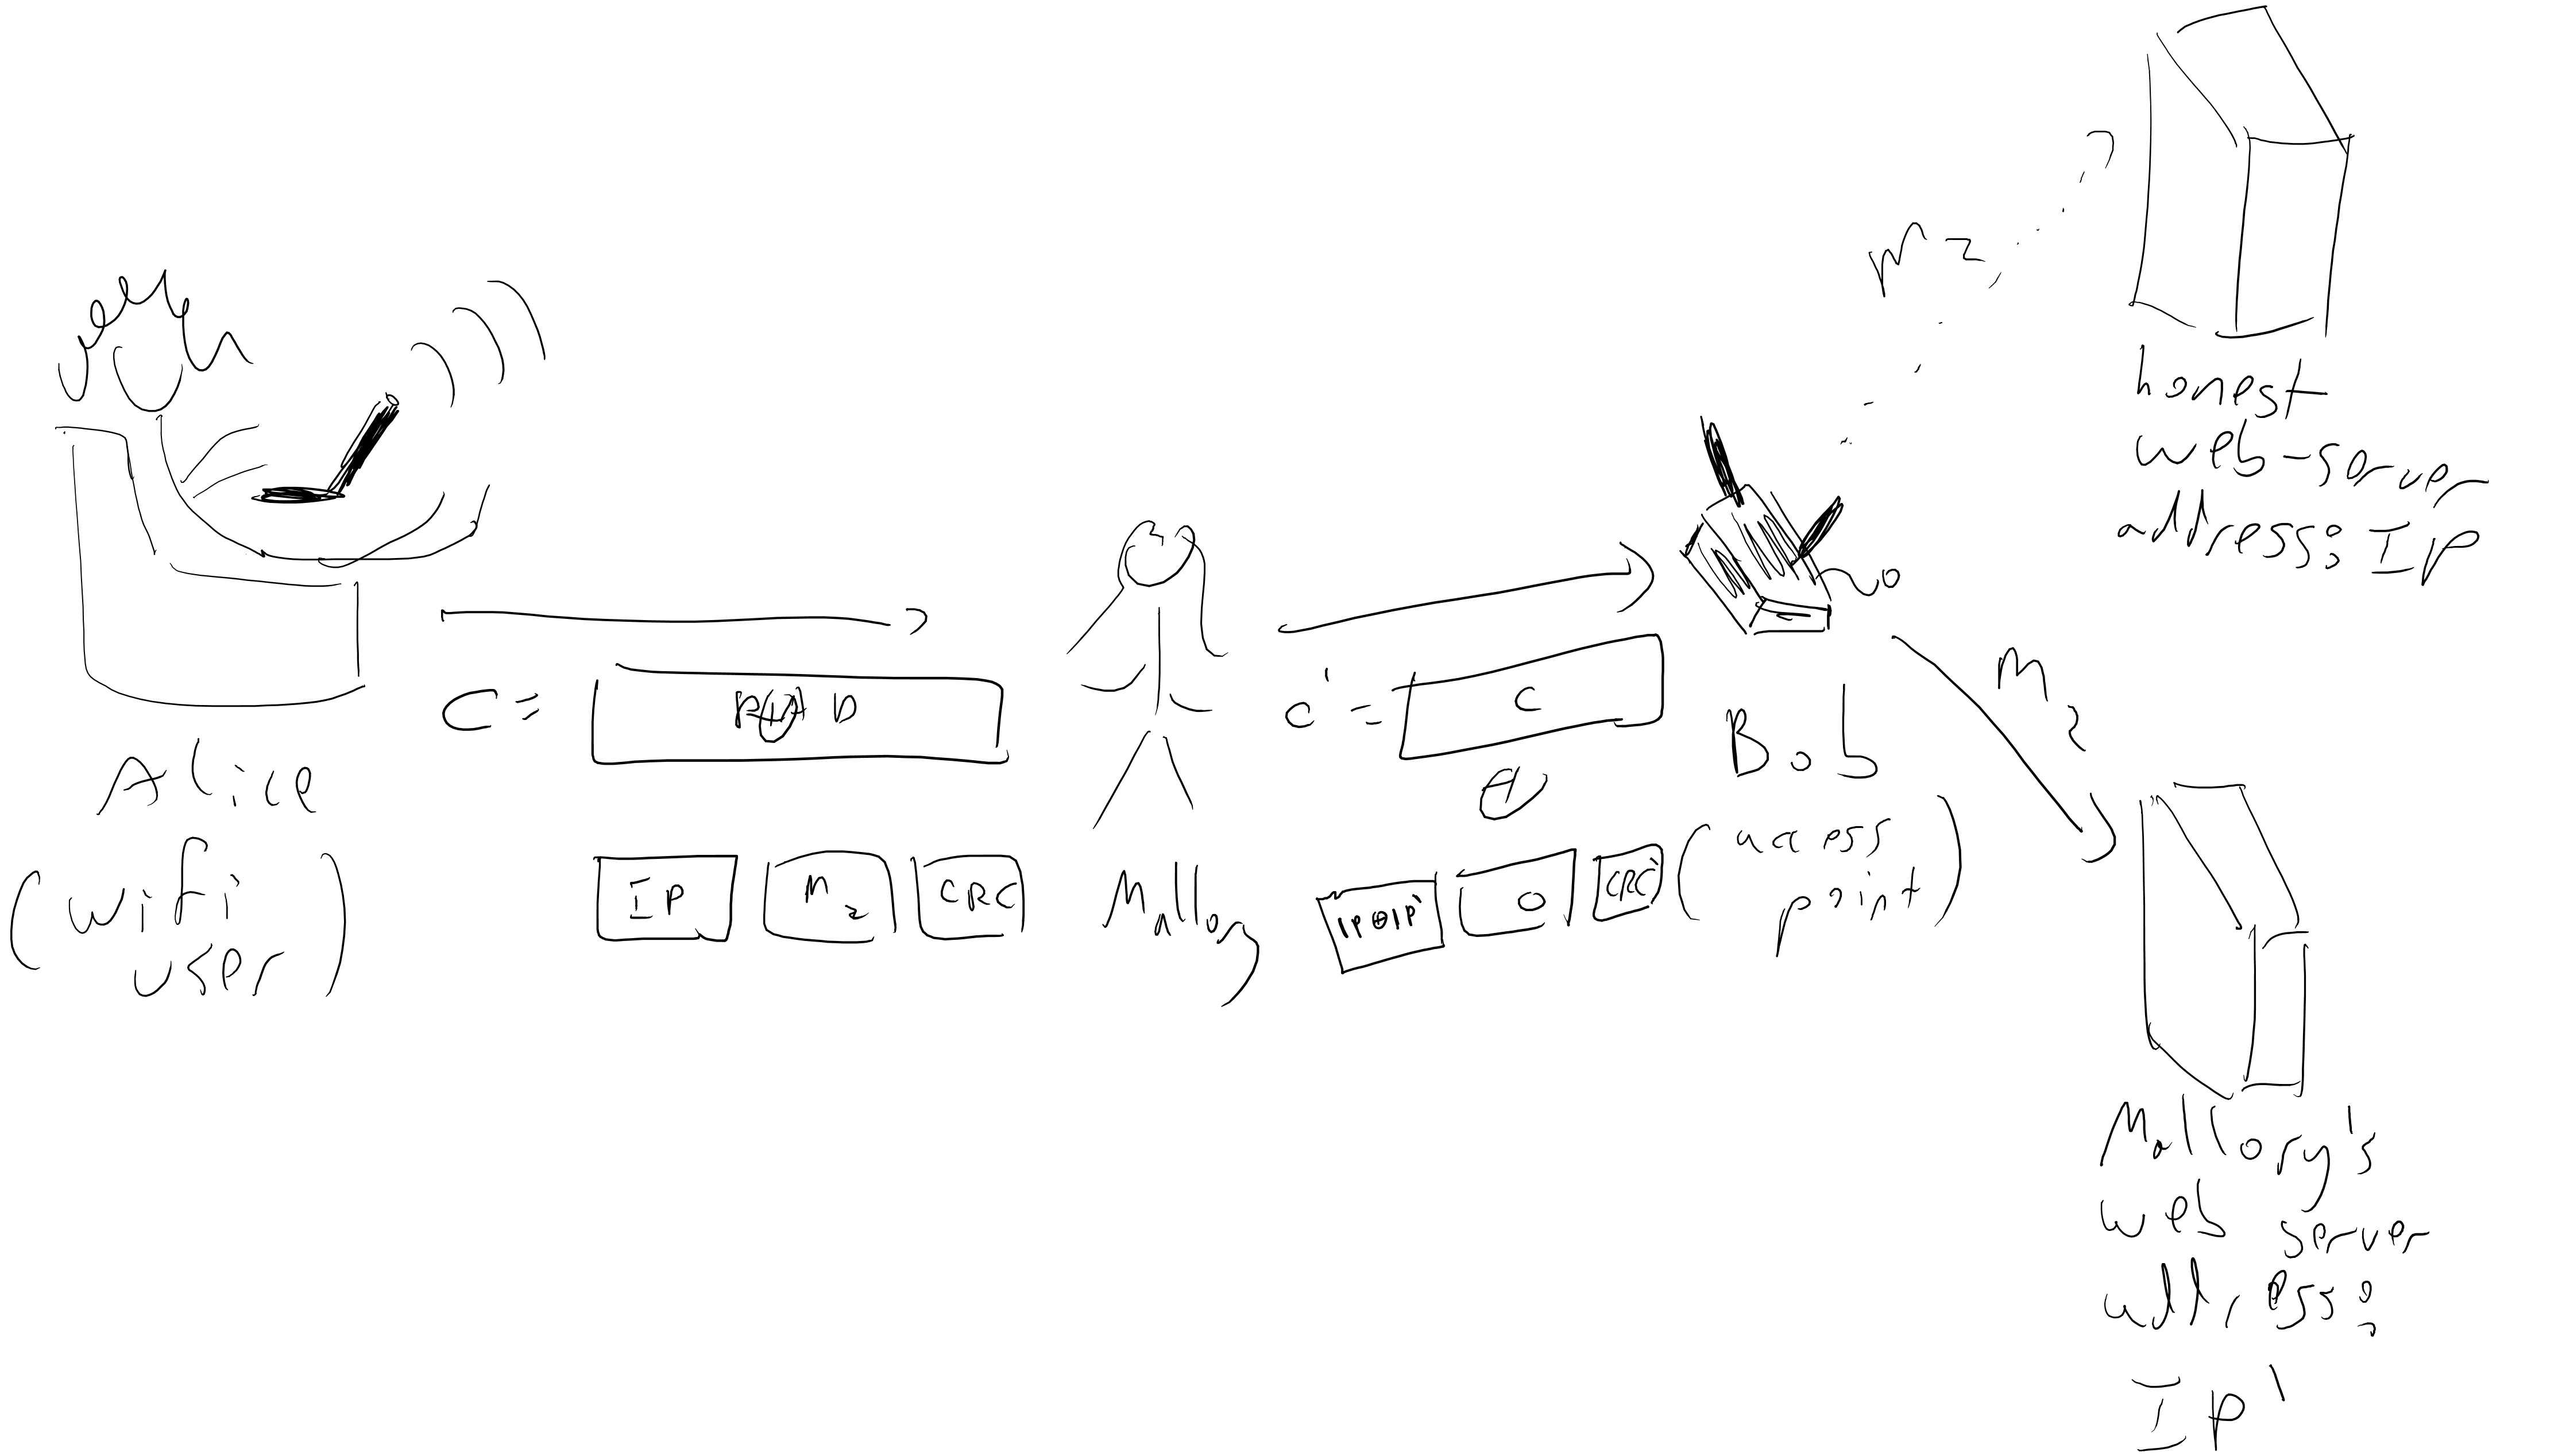 Alice
(wifi
user)
C =
PAD
⊕
IP
M2
CRC
Mallory
C' =
C
⊕
IP⊕IP'
0
CRC'
Bob
(access
point)
M2
honest
web-server
address: IP
M2
Mallory's
web server
address:
IP'